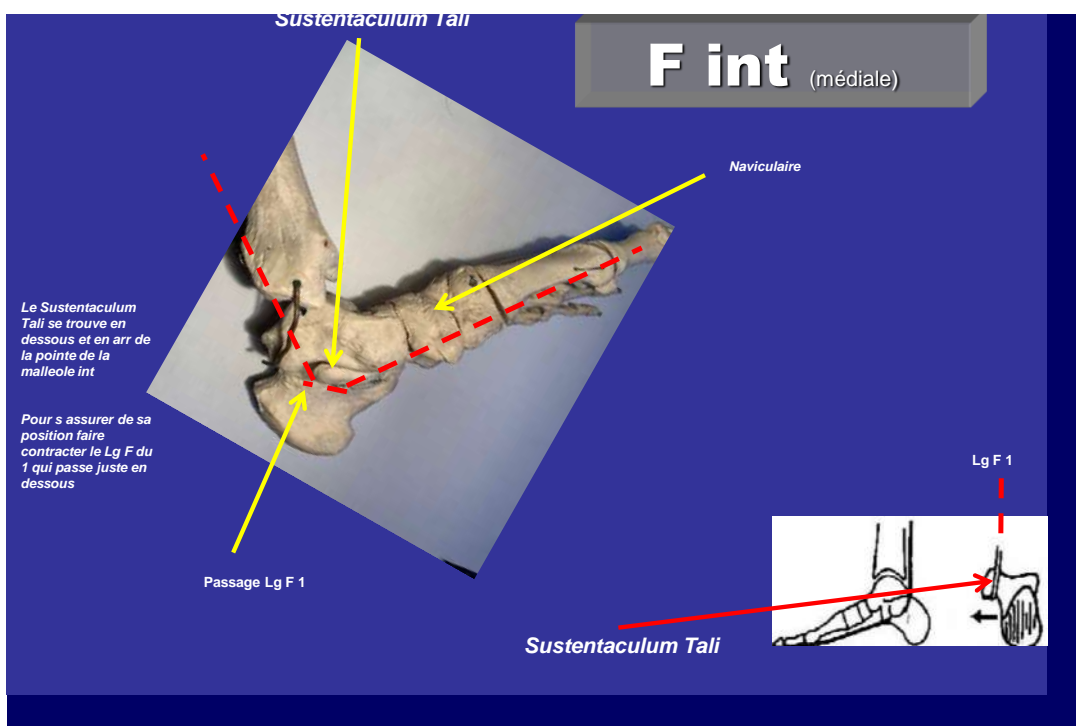 Sustentaculum Tali
F int (médiale)
Naviculaire
Le Sustentaculum
Tali se trouve en
dessous et en arr de
la pointe de la
malleole int
Pour s assurer de sa
position faire
contracter le Lg F du
1 qui passe juste en
dessous
Lg F 1
Passage Lg F 1
Sustentaculum Tali